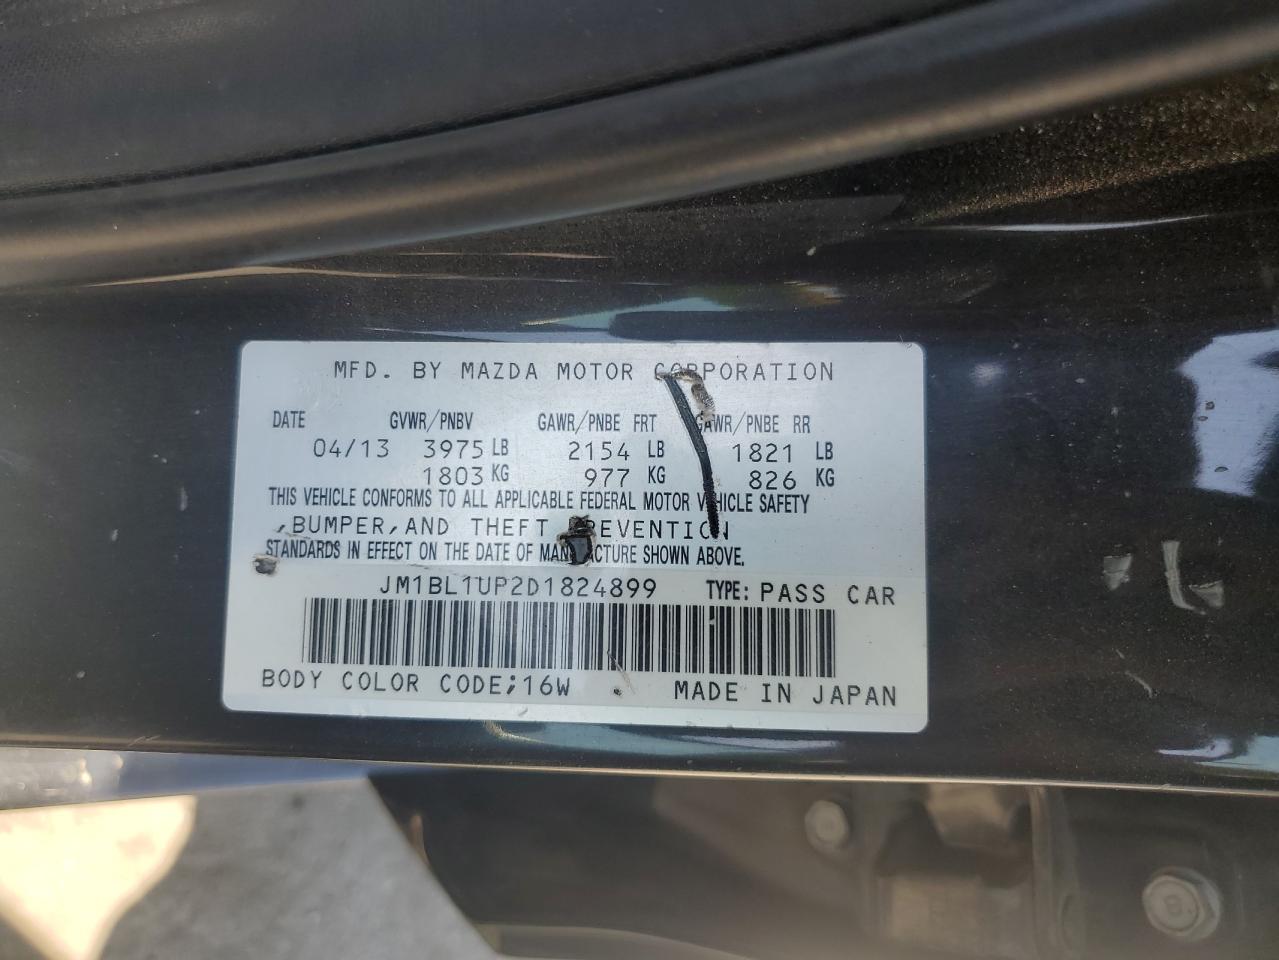 MFD. BY MAZDA MOTOR CORPORATION
DATE GVWR/PNBV GAWR/PNBE FRT GAWR/PNBE RR
04/13 3975 LB 2154 LB 1821 LB
1803 KG 977 KG 826 KG
THIS VEHICLE CONFORMS TO ALL APPLICABLE FEDERAL MOTOR VEHICLE SAFETY
,BUMPER,AND THEFT PREVENTION
STANDARDS IN EFFECT ON THE DATE OF MANUFACTURE SHOWN ABOVE.
JM1BL1UP2D1824899 TYPE: PASS CAR
BODY COLOR CODE;16W MADE IN JAPAN